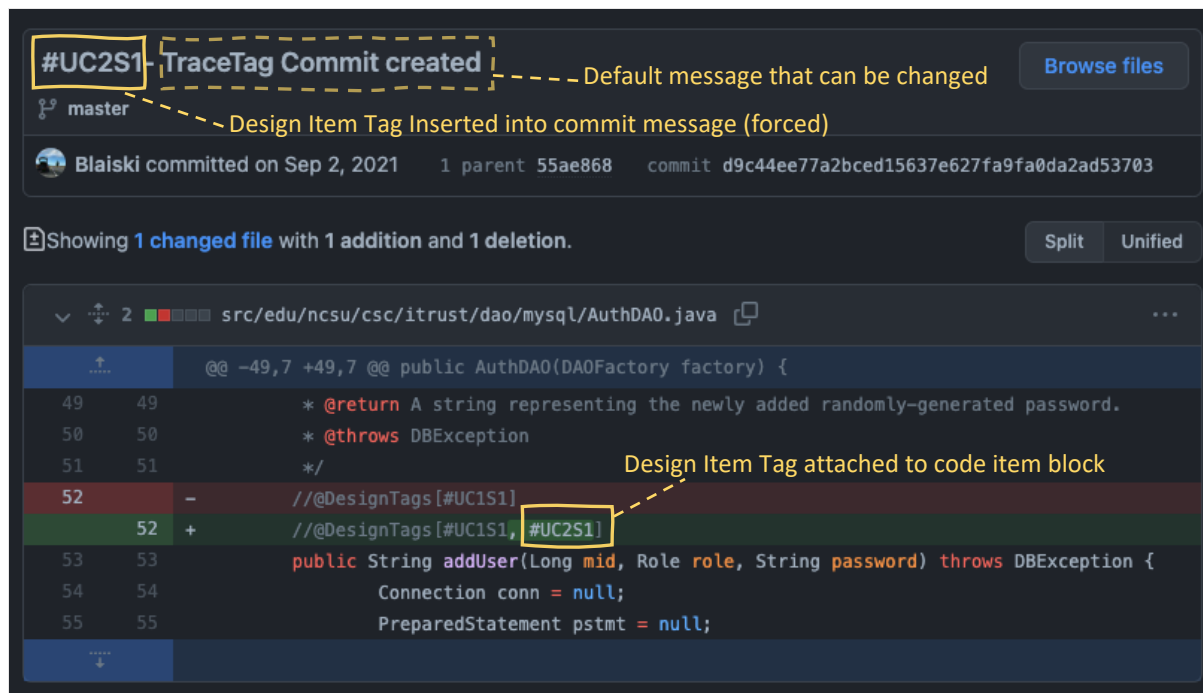 #UC2S1- TraceTag Commit created
Browse files
Default message that can be changed
master
Design Item Tag Inserted into commit message (forced)
Blaiski committed on Sep 2, 2021 1 parent 55ae868 commit d9c44ee77a2bced15637e627fa9fa0da2ad53703
Showing 1 changed file with 1 addition and 1 deletion.
Split Unified
2 src/edu/ncsu/csc/itrust/dao/mysql/AuthDAO.java ...
@@ -49,7 +49,7 @@ public AuthDAO(DAOFactory factory) {
49 49 * @return A string representing the newly added randomly-generated password.
50 50 * @throws DBException
51 51 */
Design Item Tag attached to code item block
52 - //@DesignTags[#UC1S1]
52 + //@DesignTags[#UC1S1, #UC2S1]
53 53 public String addUser(Long mid, Role role, String password) throws DBException {
54 54 Connection conn = null;
55 55 PreparedStatement pstmt = null;